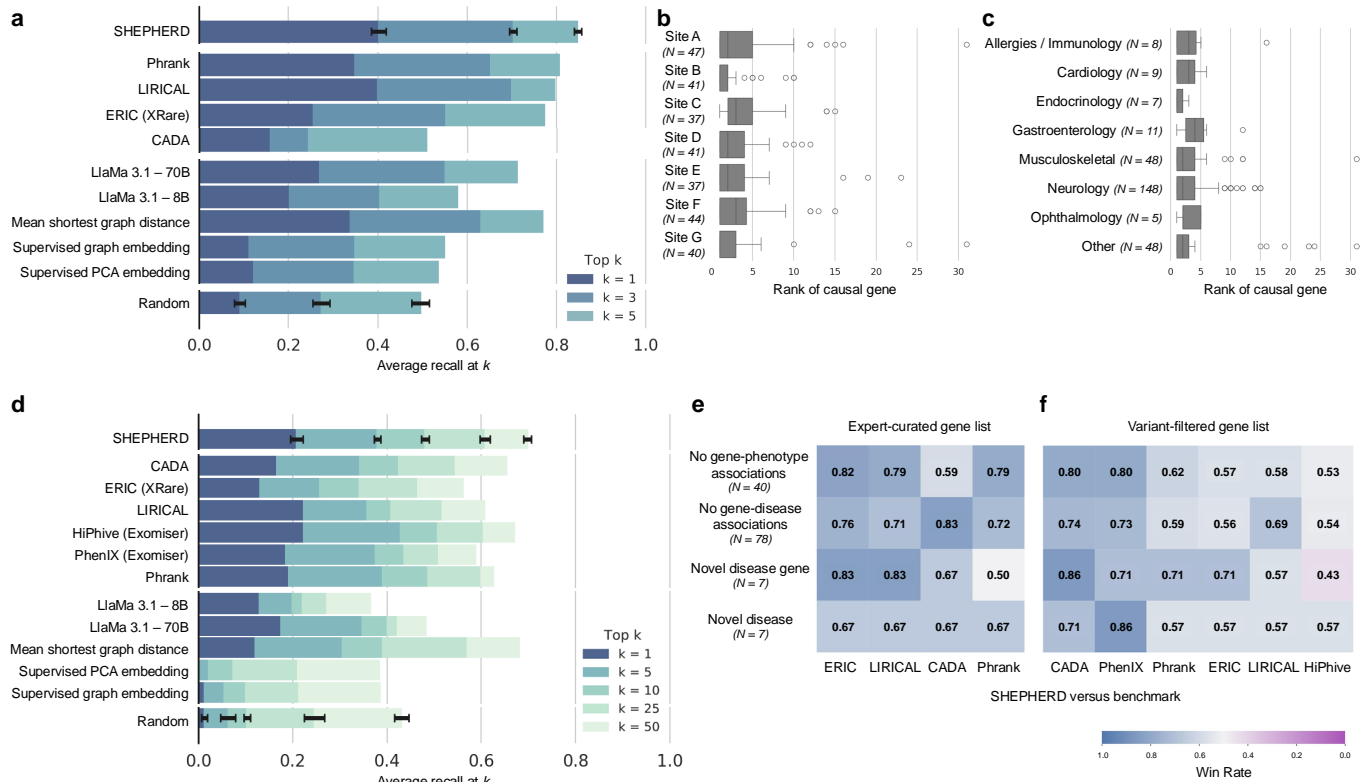 a
SHEPHERD
Phrank
LIRICAL
ERIC (XRare)
CADA
LlaMa 3.1 – 70B
LlaMa 3.1 – 8B
Mean shortest graph distance
Supervised graph embedding
Supervised PCA embedding
Random
Top k
k = 1
k = 3
k = 5
0.0 0.2 0.4 0.6 0.8 1.0
Average recall at k
b
Site A
(N = 47)
Site B
(N = 41)
Site C
(N = 37)
Site D
(N = 41)
Site E
(N = 37)
Site F
(N = 44)
Site G
(N = 40)
0 5 10 15 20 25 30
Rank of causal gene
c
Allergies / Immunology (N = 8)
Cardiology (N = 9)
Endocrinology (N = 7)
Gastroenterology (N = 11)
Musculoskeletal (N = 48)
Neurology (N = 148)
Ophthalmology (N = 5)
Other (N = 48)
0 5 10 15 20 25 30
Rank of causal gene
d
SHEPHERD
CADA
ERIC (XRare)
LIRICAL
HiPhive (Exomiser)
PhenIX (Exomiser)
Phrank
LlaMa 3.1 – 8B
LlaMa 3.1 – 70B
Mean shortest graph distance
Supervised PCA embedding
Supervised graph embedding
Random
Top k
k = 1
k = 5
k = 10
k = 25
k = 50
0.0 0.2 0.4 0.6 0.8 1.0
Average recall at k
e
Expert-curated gene list
No gene-phenotype
associations
(N = 40)
0.82 0.79 0.59 0.79
No gene-disease
associations
(N = 78)
0.76 0.71 0.83 0.72
Novel disease gene
(N = 7)
0.83 0.83 0.67 0.50
Novel disease
(N = 7)
0.67 0.67 0.67 0.67
ERIC LIRICAL CADA Phrank
f
Variant-filtered gene list
0.80 0.80 0.62 0.57 0.58 0.53
0.74 0.73 0.59 0.56 0.69 0.54
0.86 0.71 0.71 0.71 0.57 0.43
0.71 0.86 0.57 0.57 0.57 0.57
CADA PhenIX Phrank ERIC LIRICAL HiPhive
SHEPHERD versus benchmark
1.0 0.8 0.6 0.4 0.2 0.0
Win Rate